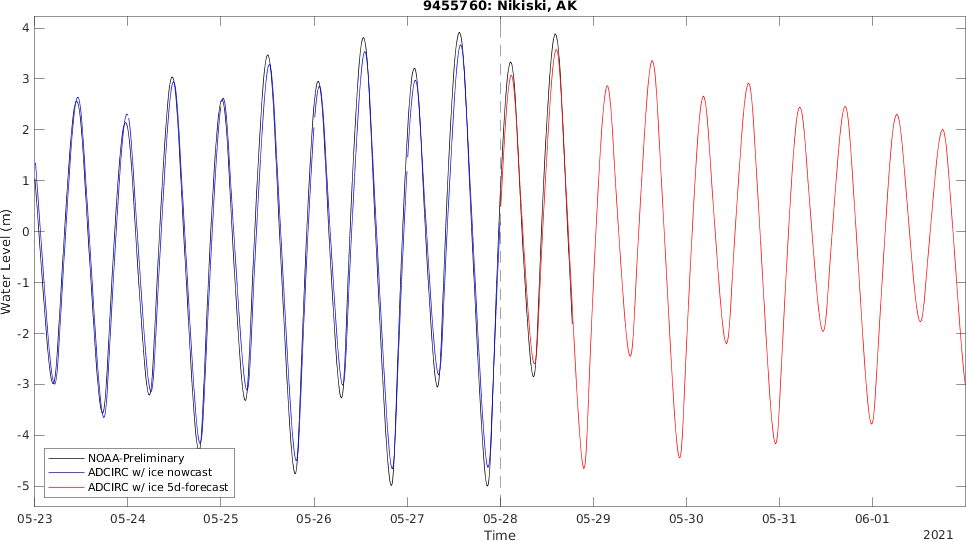 9455760: Nikiski, AK
4
3
2
1
0
-1
-2
-3
-4
-5
Water Level (m)
NOAA-Preliminary
ADCIRC w/ ice nowcast
ADCIRC w/ ice 5d-forecast
05-23 05-24 05-25 05-26 05-27 05-28 05-29 05-30 05-31 06-01
Time
2021